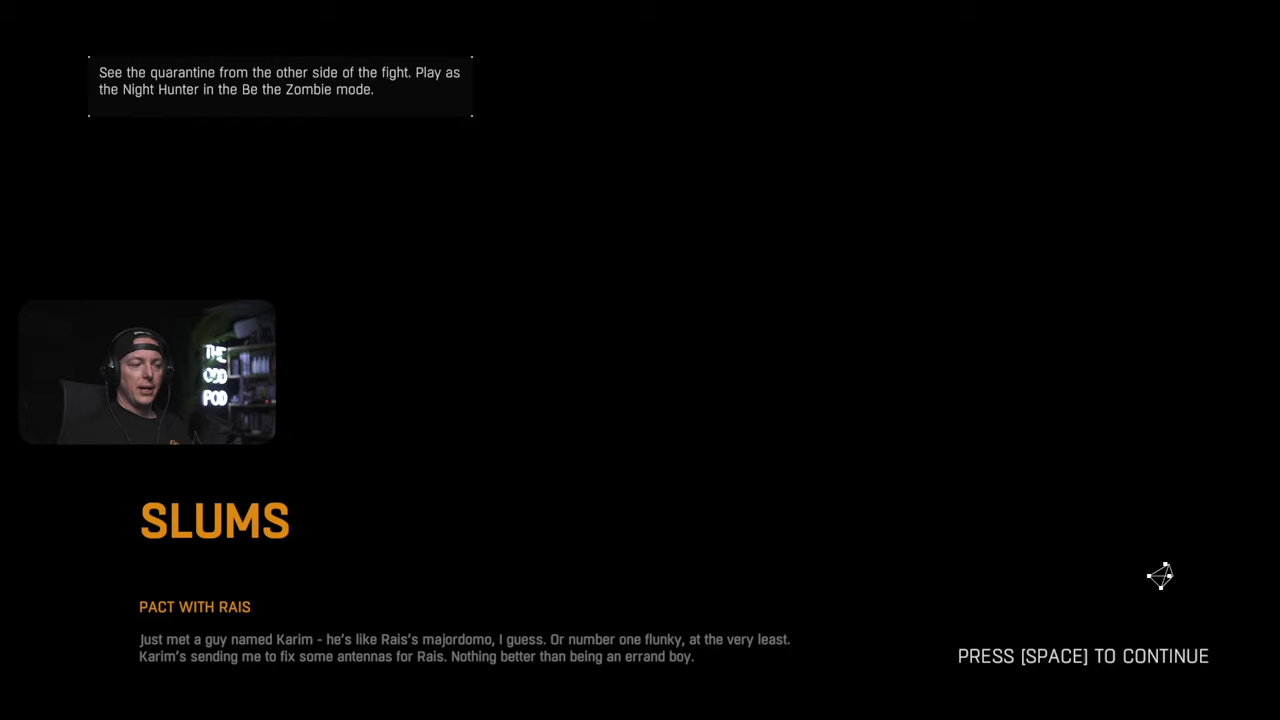 See the quarantine from the other side of the fight. Play as
the Night Hunter in the Be the Zombie mode.
THE
ODD
POD
SLUMS
PACT WITH RAIS
Just met a guy named Karim - he's like Rais's majordomo, I guess. Or number one flunky, at the very least.
Karim's sending me to fix some antennas for Rais. Nothing better than being an errand boy.
PRESS [SPACE] TO CONTINUE